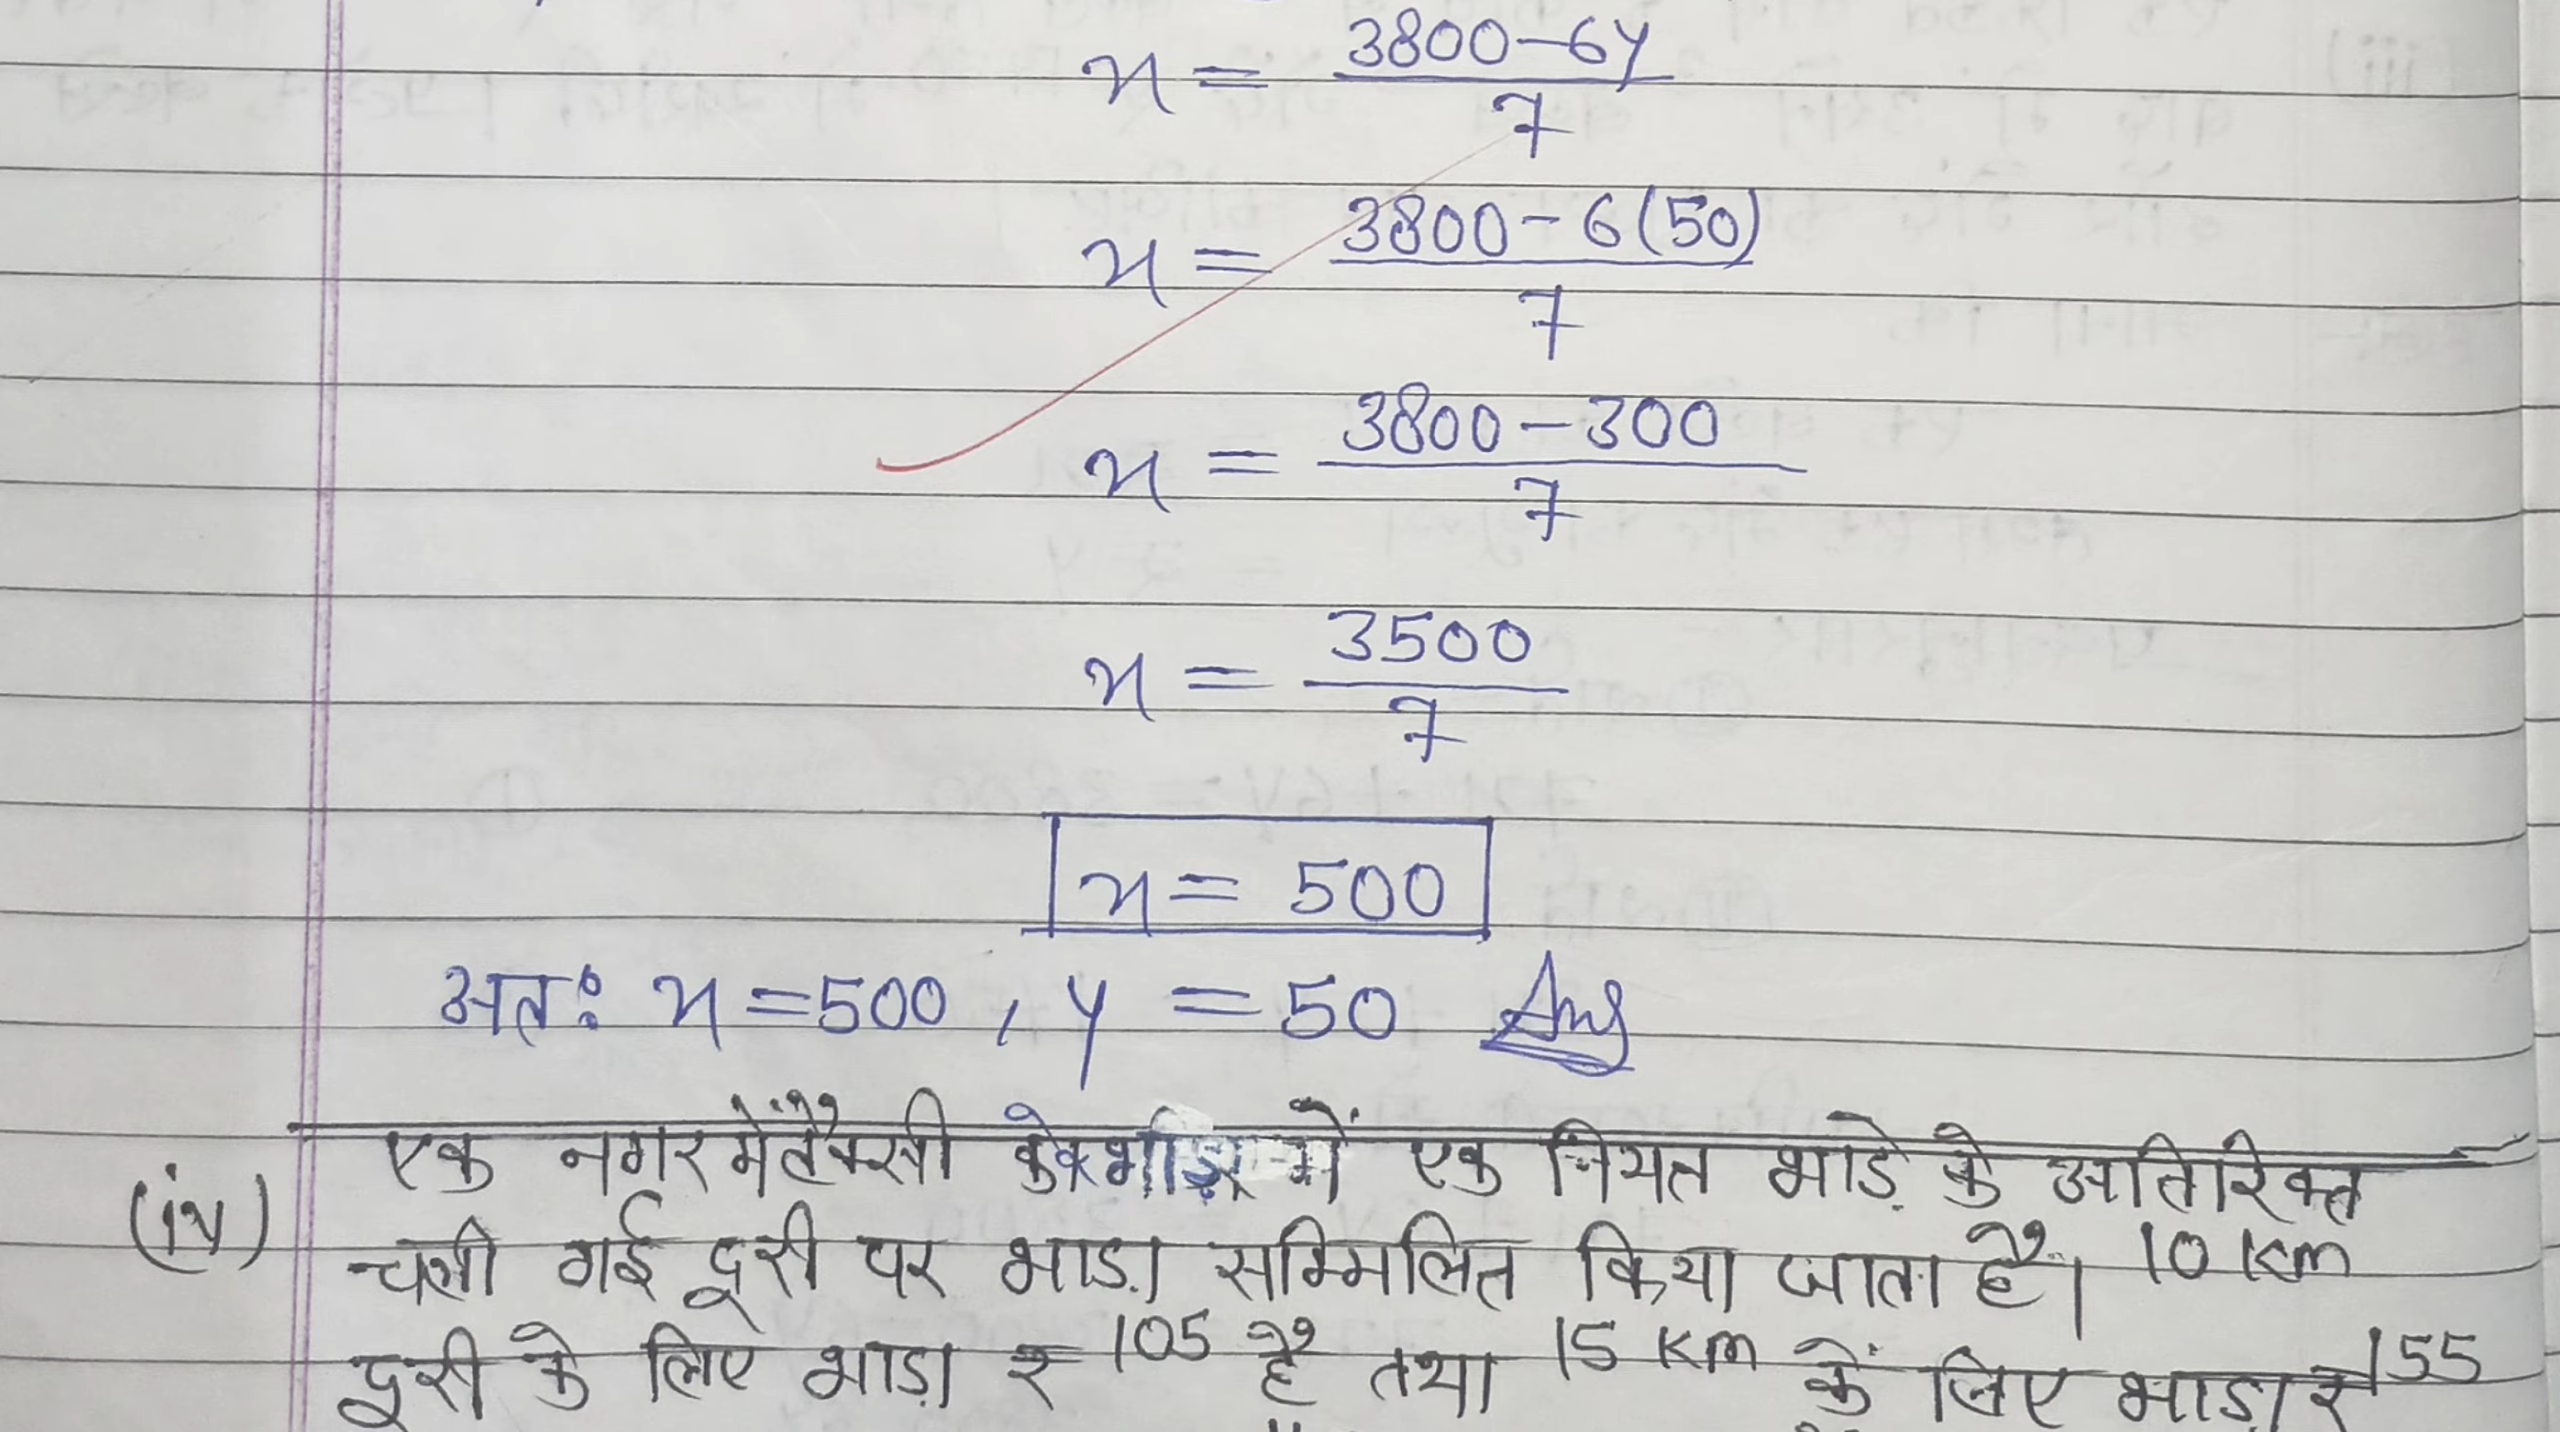 x = 3800-6y / 7
x = 3800-6(50) / 7
x = 3800-300 / 7
x = 3500 / 7
x = 500
अतः x = 500, y = 50 Ans
(iv) एक नगर में टैक्सी के भाड़े में एक नियत भाड़े के अतिरिक्त
चली गई दूरी पर भाड़ा सम्मिलित किया जाता है। 10 km
दूरी के लिए भाड़ा ₹ 105 है तथा 15 km के लिए भाड़ा ₹ 155